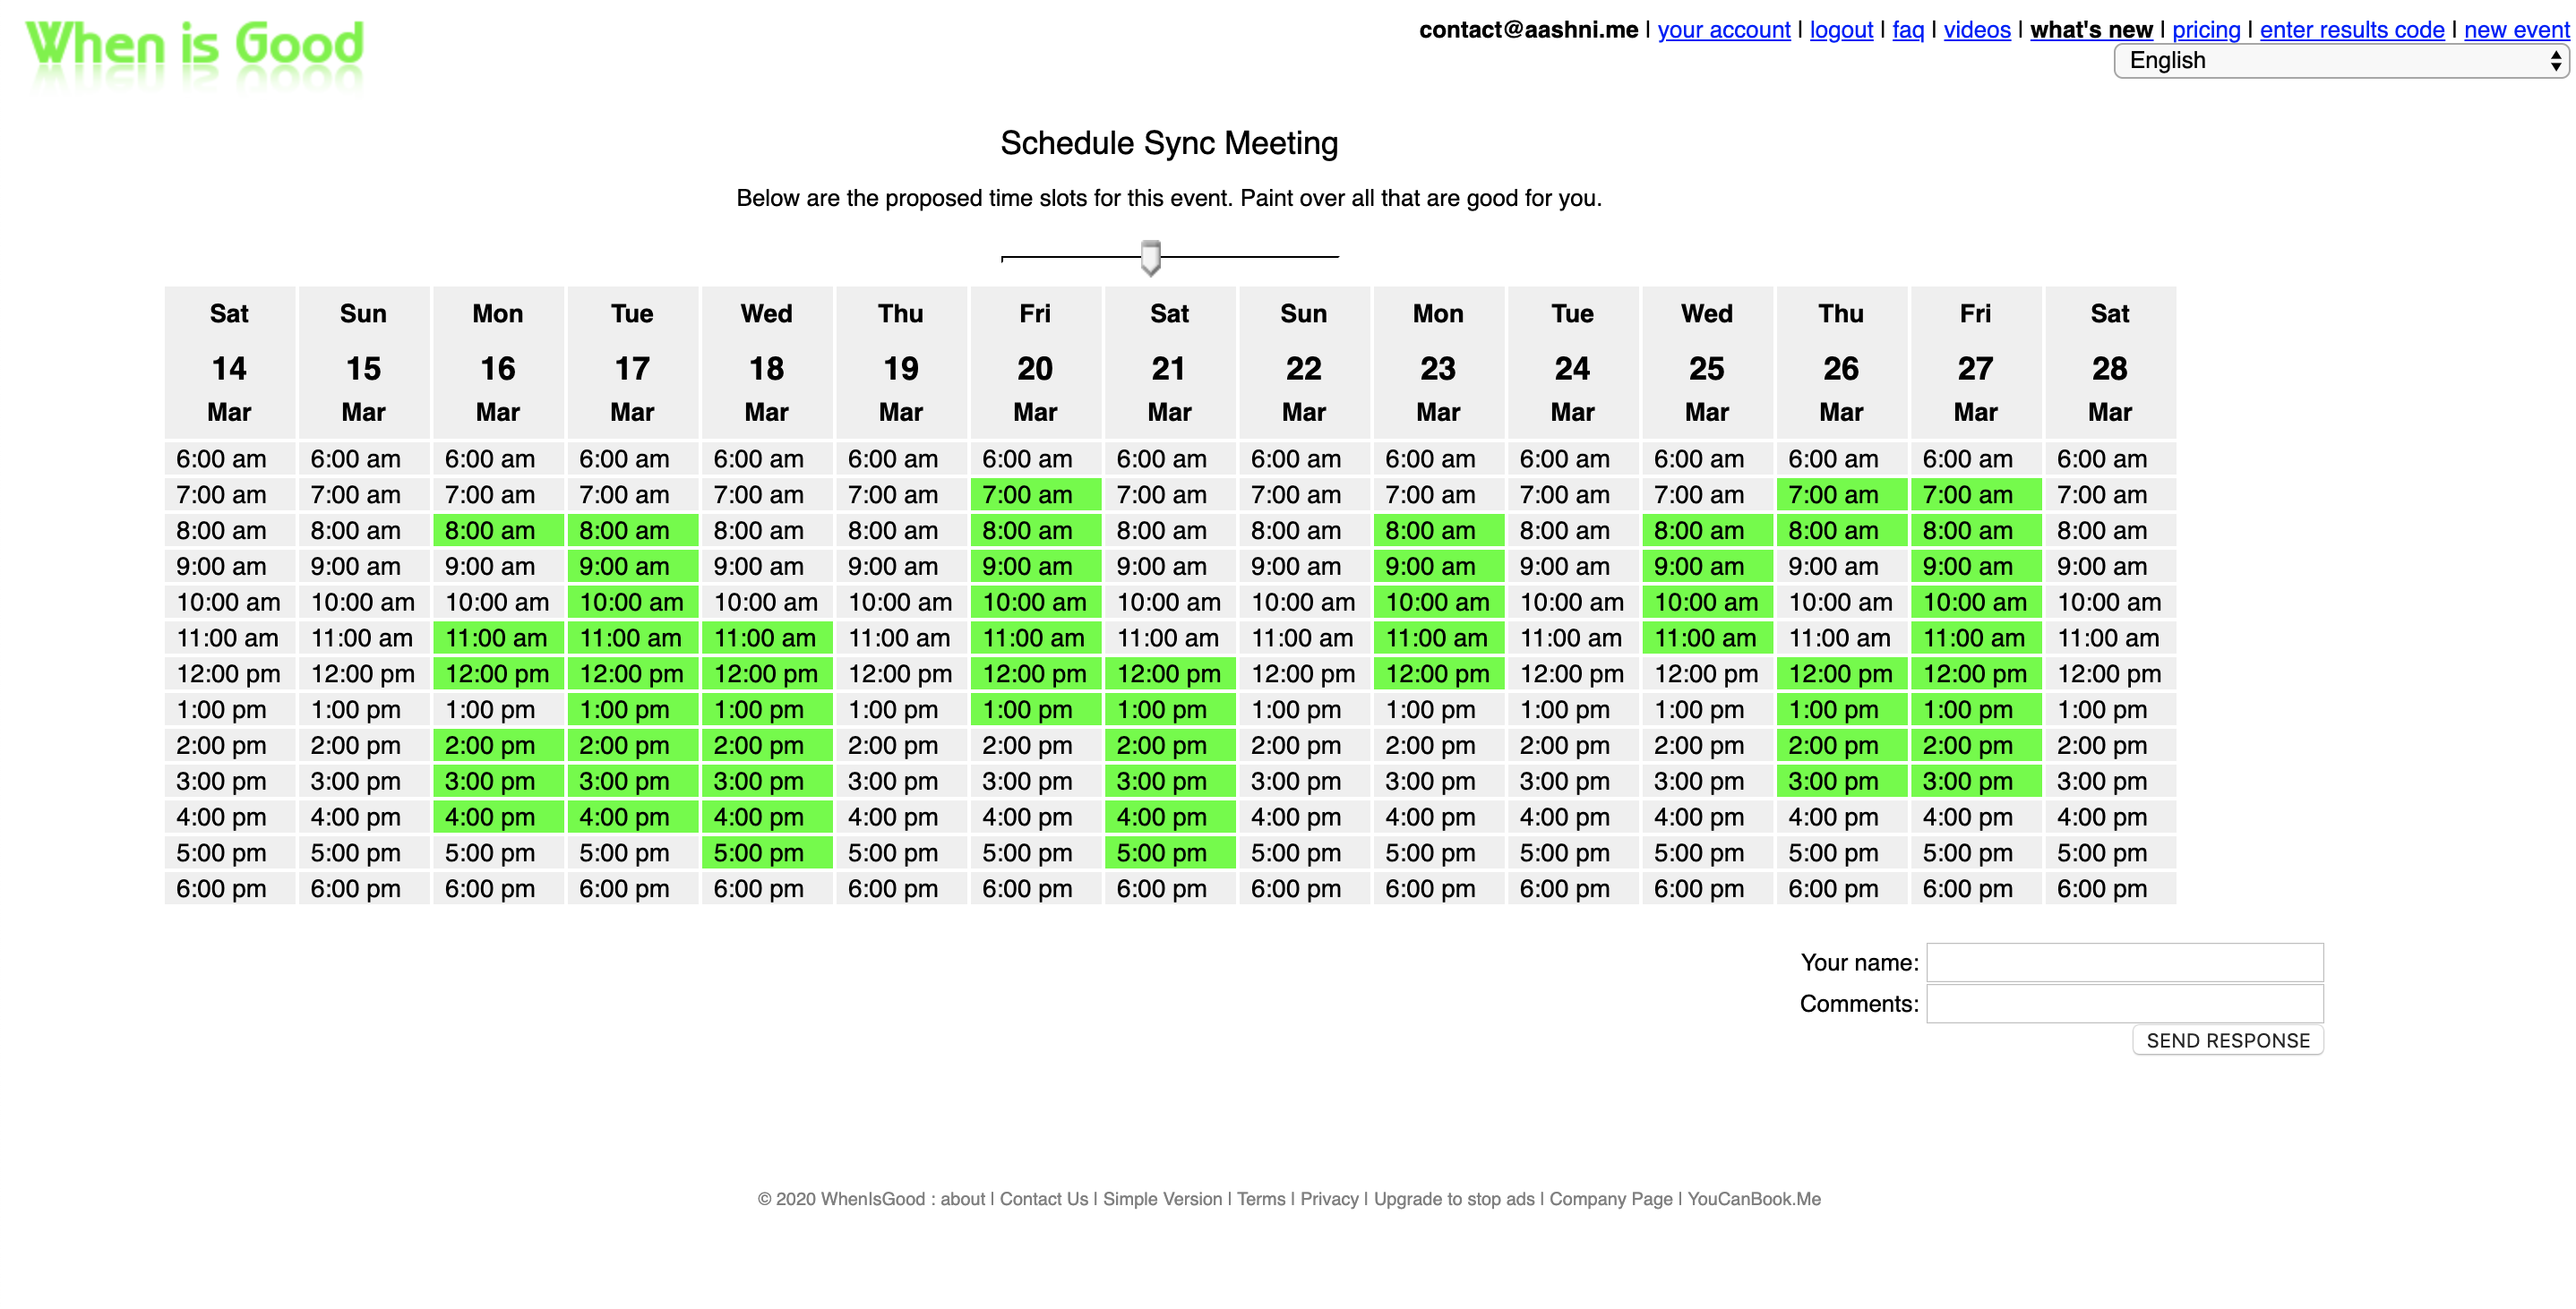 When is Good
contact@aashni.me | your account | logout | faq | videos | what's new | pricing | enter results code | new event
English
Schedule Sync Meeting
Below are the proposed time slots for this event. Paint over all that are good for you.
Sat Sun Mon Tue Wed Thu Fri Sat Sun Mon Tue Wed Thu Fri Sat
14 15 16 17 18 19 20 21 22 23 24 25 26 27 28
Mar Mar Mar Mar Mar Mar Mar Mar Mar Mar Mar Mar Mar Mar Mar
6:00 am 6:00 am 6:00 am 6:00 am 6:00 am 6:00 am 6:00 am 6:00 am 6:00 am 6:00 am 6:00 am 6:00 am 6:00 am 6:00 am 6:00 am
7:00 am 7:00 am 7:00 am 7:00 am 7:00 am 7:00 am 7:00 am 7:00 am 7:00 am 7:00 am 7:00 am 7:00 am 7:00 am 7:00 am 7:00 am
8:00 am 8:00 am 8:00 am 8:00 am 8:00 am 8:00 am 8:00 am 8:00 am 8:00 am 8:00 am 8:00 am 8:00 am 8:00 am 8:00 am 8:00 am
9:00 am 9:00 am 9:00 am 9:00 am 9:00 am 9:00 am 9:00 am 9:00 am 9:00 am 9:00 am 9:00 am 9:00 am 9:00 am 9:00 am 9:00 am
10:00 am 10:00 am 10:00 am 10:00 am 10:00 am 10:00 am 10:00 am 10:00 am 10:00 am 10:00 am 10:00 am 10:00 am 10:00 am 10:00 am 10:00 am
11:00 am 11:00 am 11:00 am 11:00 am 11:00 am 11:00 am 11:00 am 11:00 am 11:00 am 11:00 am 11:00 am 11:00 am 11:00 am 11:00 am 11:00 am
12:00 pm 12:00 pm 12:00 pm 12:00 pm 12:00 pm 12:00 pm 12:00 pm 12:00 pm 12:00 pm 12:00 pm 12:00 pm 12:00 pm 12:00 pm 12:00 pm 12:00 pm
1:00 pm 1:00 pm 1:00 pm 1:00 pm 1:00 pm 1:00 pm 1:00 pm 1:00 pm 1:00 pm 1:00 pm 1:00 pm 1:00 pm 1:00 pm 1:00 pm 1:00 pm
2:00 pm 2:00 pm 2:00 pm 2:00 pm 2:00 pm 2:00 pm 2:00 pm 2:00 pm 2:00 pm 2:00 pm 2:00 pm 2:00 pm 2:00 pm 2:00 pm 2:00 pm
3:00 pm 3:00 pm 3:00 pm 3:00 pm 3:00 pm 3:00 pm 3:00 pm 3:00 pm 3:00 pm 3:00 pm 3:00 pm 3:00 pm 3:00 pm 3:00 pm 3:00 pm
4:00 pm 4:00 pm 4:00 pm 4:00 pm 4:00 pm 4:00 pm 4:00 pm 4:00 pm 4:00 pm 4:00 pm 4:00 pm 4:00 pm 4:00 pm 4:00 pm 4:00 pm
5:00 pm 5:00 pm 5:00 pm 5:00 pm 5:00 pm 5:00 pm 5:00 pm 5:00 pm 5:00 pm 5:00 pm 5:00 pm 5:00 pm 5:00 pm 5:00 pm 5:00 pm
6:00 pm 6:00 pm 6:00 pm 6:00 pm 6:00 pm 6:00 pm 6:00 pm 6:00 pm 6:00 pm 6:00 pm 6:00 pm 6:00 pm 6:00 pm 6:00 pm 6:00 pm
Your name:
Comments:
SEND RESPONSE
© 2020 WhenIsGood : about | Contact Us | Simple Version | Terms | Privacy | Upgrade to stop ads | Company Page | YouCanBook.Me